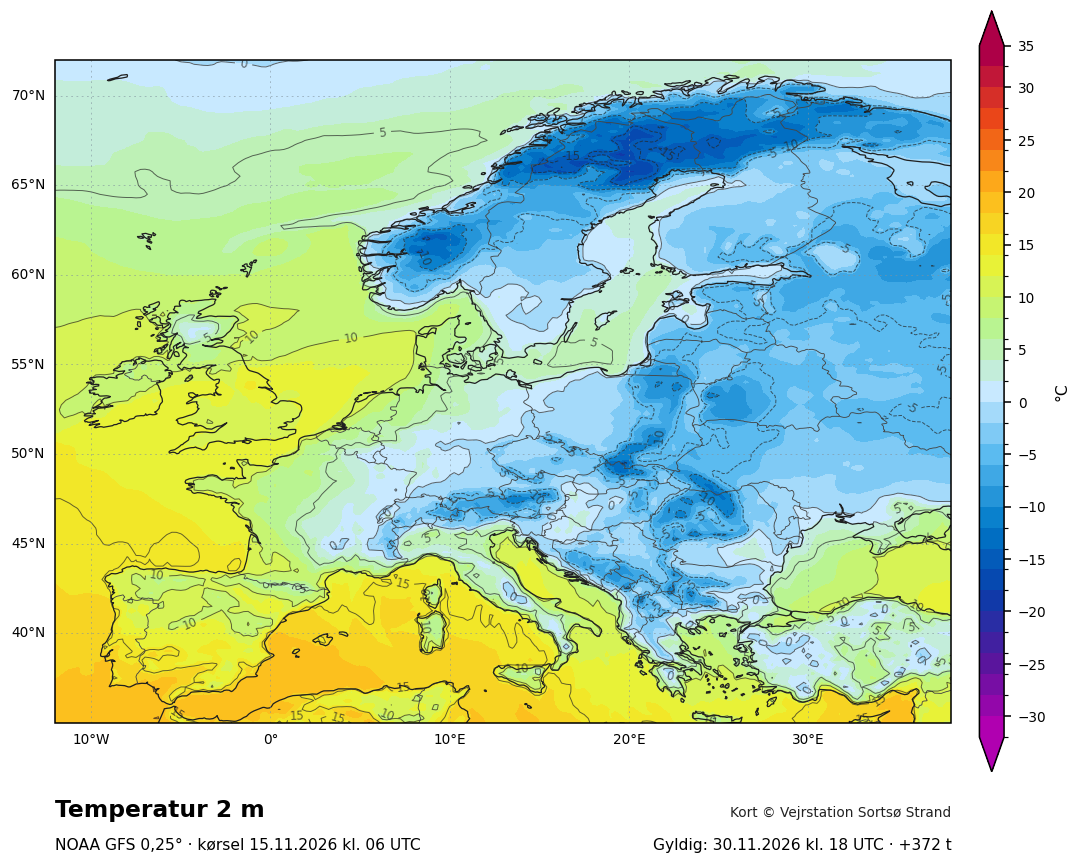 70°N
65°N
60°N
55°N
50°N
45°N
40°N
10°W
0°
10°E
20°E
30°E
35
30
25
20
15
10
5
0
−5
−10
−15
−20
−25
−30
°C
Temperatur 2 m
Kort © Vejrstation Sortsø Strand
NOAA GFS 0,25° · kørsel 15.11.2026 kl. 06 UTC
Gyldig: 30.11.2026 kl. 18 UTC · +372 t